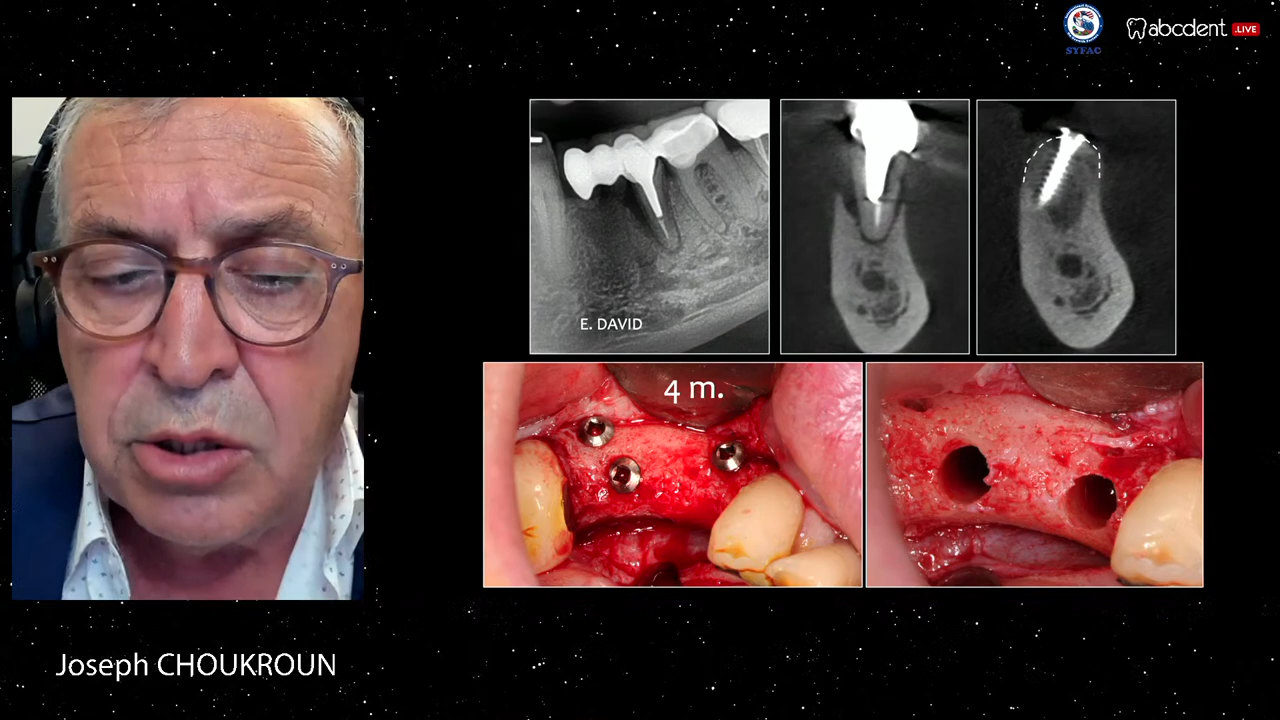 SYFAC
abcdent .LIVE
E. DAVID
4 m.
Joseph CHOUKROUN